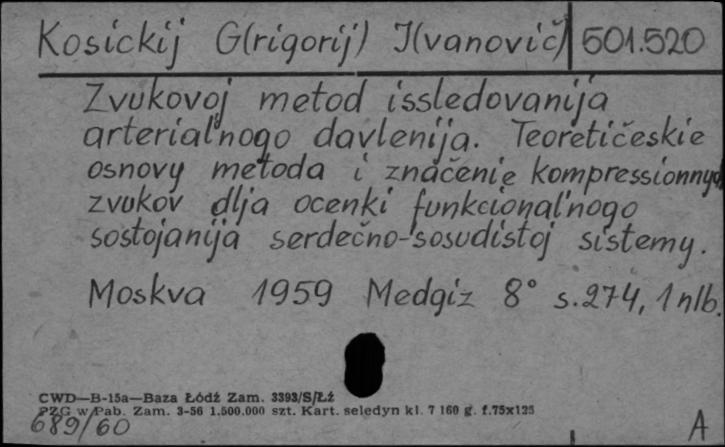 Kosickij G(rigorij) I(vanovič) 501.520
Zvukovoj metod issledovanija
arterial'nogo davlenija. Teoretičeskie
osnovy metoda i značenie kompressionnych
zvukov dlja ocenki funkcional'nogo
sostojanija serdečno-sosudistoj sistemy.
Moskva 1959 Medgiz 8° s.274, 1 nlb.
CWD—B-15a—Baza Łódź Zam. 3393/S/Łź
PZG w Pab. Zam. 3-56 1.500.000 szt. Kart. seledyn kl. 7 160 g. f.75x125
689/60 A